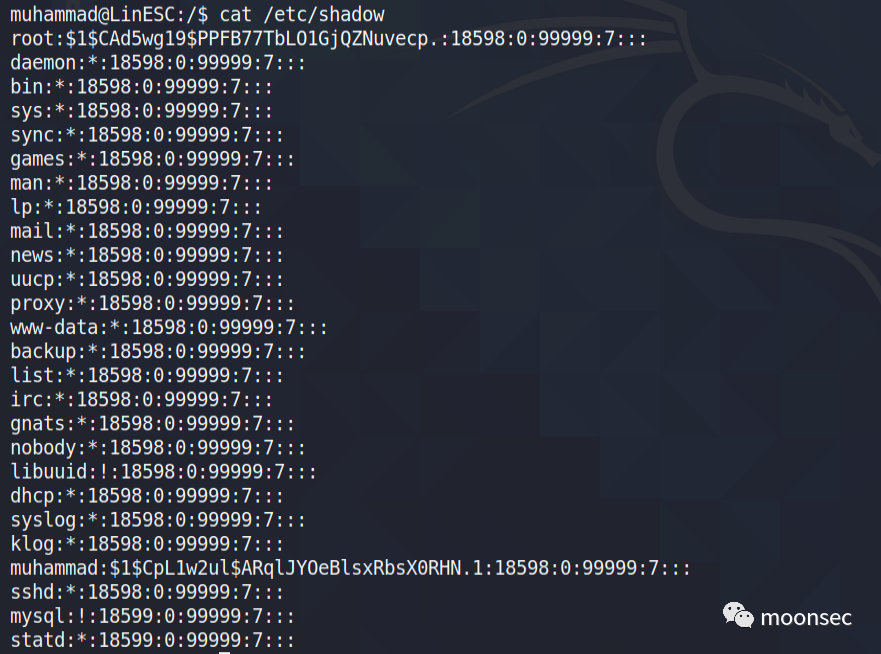 muhammad@LinESC:/$ cat /etc/shadow
root:$1$CAd5wg19$PPFB77TbLO1GjQZNuvecp.:18598:0:99999:7:::
daemon:*:18598:0:99999:7:::
bin:*:18598:0:99999:7:::
sys:*:18598:0:99999:7:::
sync:*:18598:0:99999:7:::
games:*:18598:0:99999:7:::
man:*:18598:0:99999:7:::
lp:*:18598:0:99999:7:::
mail:*:18598:0:99999:7:::
news:*:18598:0:99999:7:::
uucp:*:18598:0:99999:7:::
proxy:*:18598:0:99999:7:::
www-data:*:18598:0:99999:7:::
backup:*:18598:0:99999:7:::
list:*:18598:0:99999:7:::
irc:*:18598:0:99999:7:::
gnats:*:18598:0:99999:7:::
nobody:*:18598:0:99999:7:::
libuuid:!:18598:0:99999:7:::
dhcp:*:18598:0:99999:7:::
syslog:*:18598:0:99999:7:::
klog:*:18598:0:99999:7:::
muhammad:$1$CpL1w2ul$ARqlJYOeBlsxRbsX0RHN.1:18598:0:99999:7:::
sshd:*:18598:0:99999:7:::
mysql:!:18599:0:99999:7:::
statd:*:18599:0:99999:7:::
moonsec